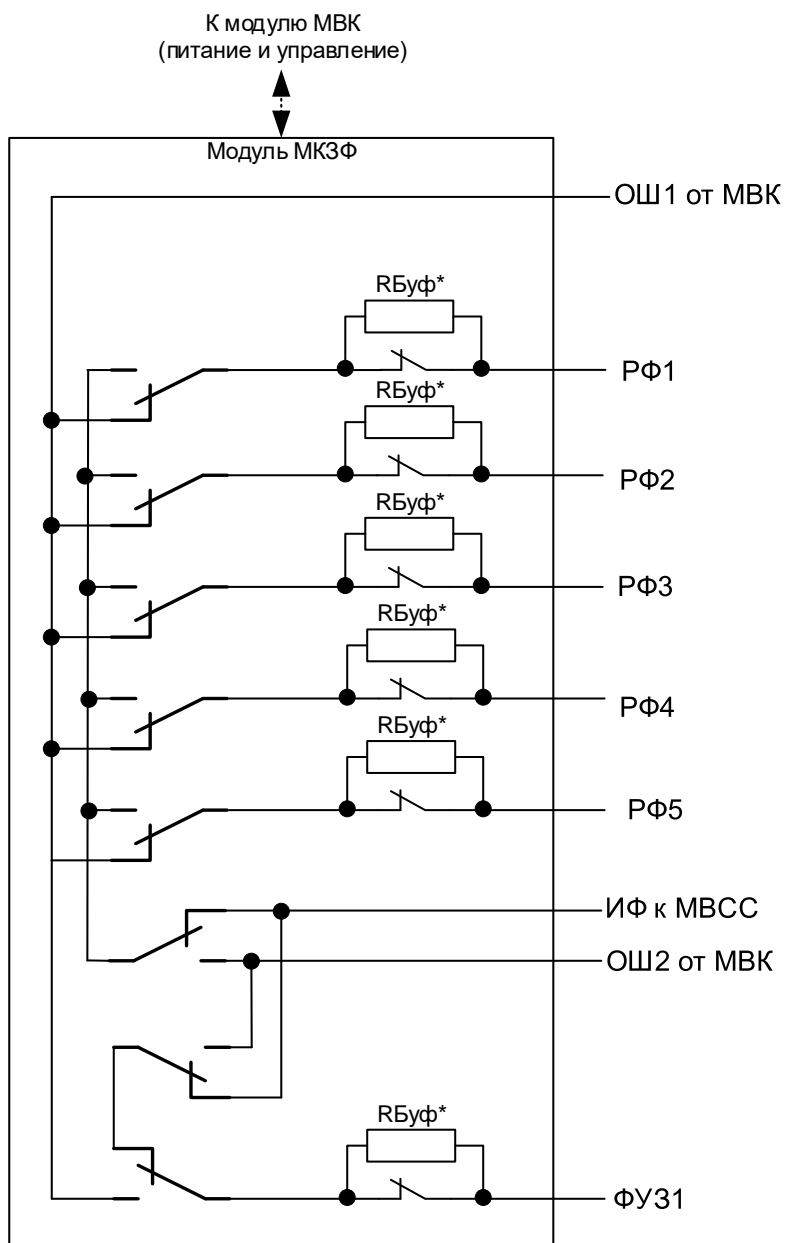 К модулю МВК
(питание и управление)
Модуль МКЗФ
ОШ1 от МВК
RБуф*
РФ1
RБуф*
РФ2
RБуф*
РФ3
RБуф*
РФ4
RБуф*
РФ5
ИФ к МВСС
ОШ2 от МВК
RБуф*
ФУЗ1